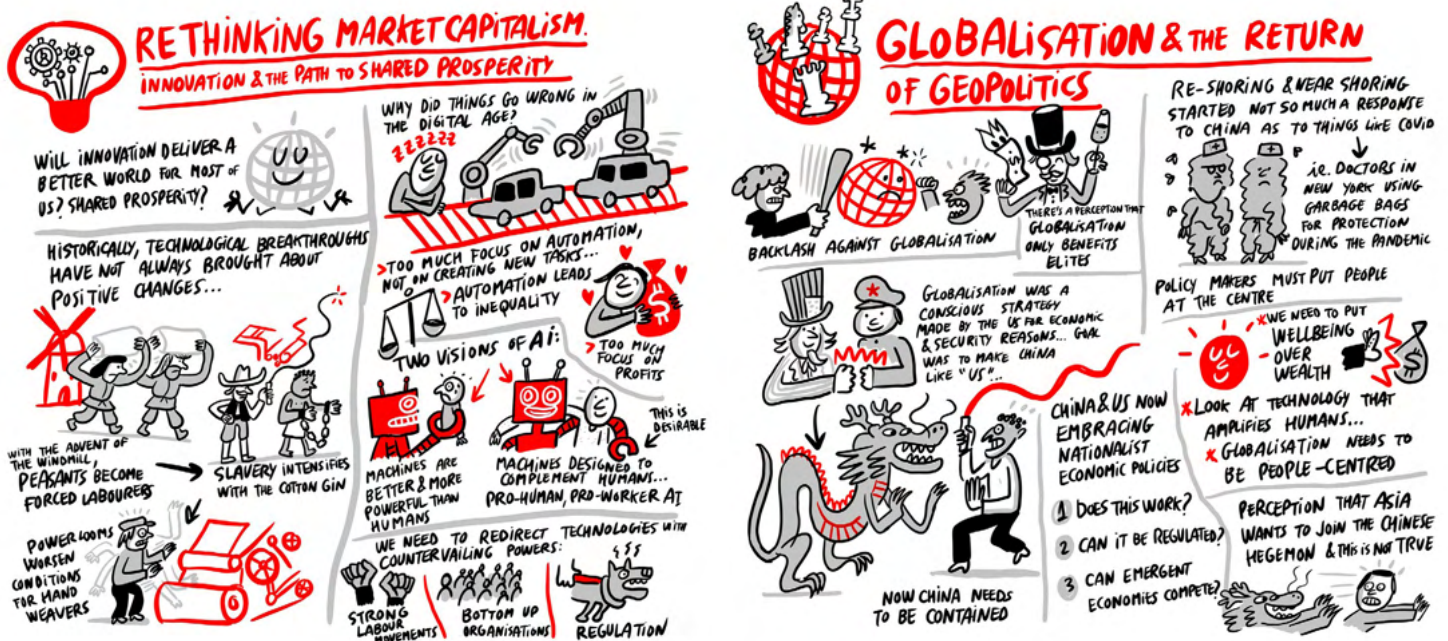 RETHINKING MARKET CAPITALISM.
INNOVATION & THE PATH TO SHARED PROSPERITY
WILL INNOVATION DELIVER A
BETTER WORLD FOR MOST OF
US? SHARED PROSPERITY?
HISTORICALLY, TECHNOLOGICAL BREAKTHROUGHS
HAVE NOT ALWAYS BROUGHT ABOUT
POSITIVE CHANGES...
WITH THE ADVENT OF
THE WINDMILL,
PEASANTS BECOME
FORCED LABOURERS
SLAVERY INTENSIFIES
WITH THE COTTON GIN
POWERLOOMS
WORSEN
CONDITIONS
FOR HAND
WEAVERS
WHY DID THINGS GO WRONG IN
THE DIGITAL AGE?
ZZZZZZ
> TOO MUCH FOCUS ON AUTOMATION,
NOT ON CREATING NEW TASKS...
> AUTOMATION LEADS
TO INEQUALITY
$
> TOO MUCH
FOCUS ON
PROFITS
TWO VISIONS OF AI:
MACHINES ARE
BETTER & MORE
POWERFUL THAN
HUMANS
THIS IS
DESIRABLE
MACHINES DESIGNED TO
COMPLEMENT HUMANS...
PRO-HUMAN, PRO-WORKER AI
WE NEED TO REDIRECT TECHNOLOGIES WITH
COUNTERVAILING POWERS:
STRONG
LABOUR
MOVEMENTS
BOTTOM UP
ORGANISATIONS
REGULATION
GLOBALISATION & THE RETURN
OF GEOPOLITICS
BACKLASH AGAINST GLOBALISATION
THERE'S A PERCEPTION THAT
GLOBALISATION
ONLY BENEFITS
ELITES
GLOBALISATION WAS A
CONSCIOUS STRATEGY
MADE BY THE US FOR ECONOMIC
& SECURITY REASONS... GOAL
WAS TO MAKE CHINA
LIKE "US"...
NOW CHINA NEEDS
TO BE CONTAINED
CHINA & US NOW
EMBRACING
NATIONALIST
ECONOMIC POLICIES
1 DOES THIS WORK?
2 CAN IT BE REGULATED?
3 CAN EMERGENT
ECONOMIES COMPETE?
RE-SHORING & NEAR SHORING
STARTED NOT SO MUCH A RESPONSE
TO CHINA AS TO THINGS LIKE COVID
i.e. DOCTORS IN
NEW YORK USING
GARBAGE BAGS
FOR PROTECTION
DURING THE PANDEMIC
POLICY MAKERS MUST PUT PEOPLE
AT THE CENTRE
* WE NEED TO PUT
WELLBEING
OVER
WEALTH
$
* LOOK AT TECHNOLOGY THAT
AMPLIFIES HUMANS...
* GLOBALISATION NEEDS TO
BE PEOPLE-CENTRED
PERCEPTION THAT ASIA
WANTS TO JOIN THE CHINESE
HEGEMON & THIS IS NOT TRUE